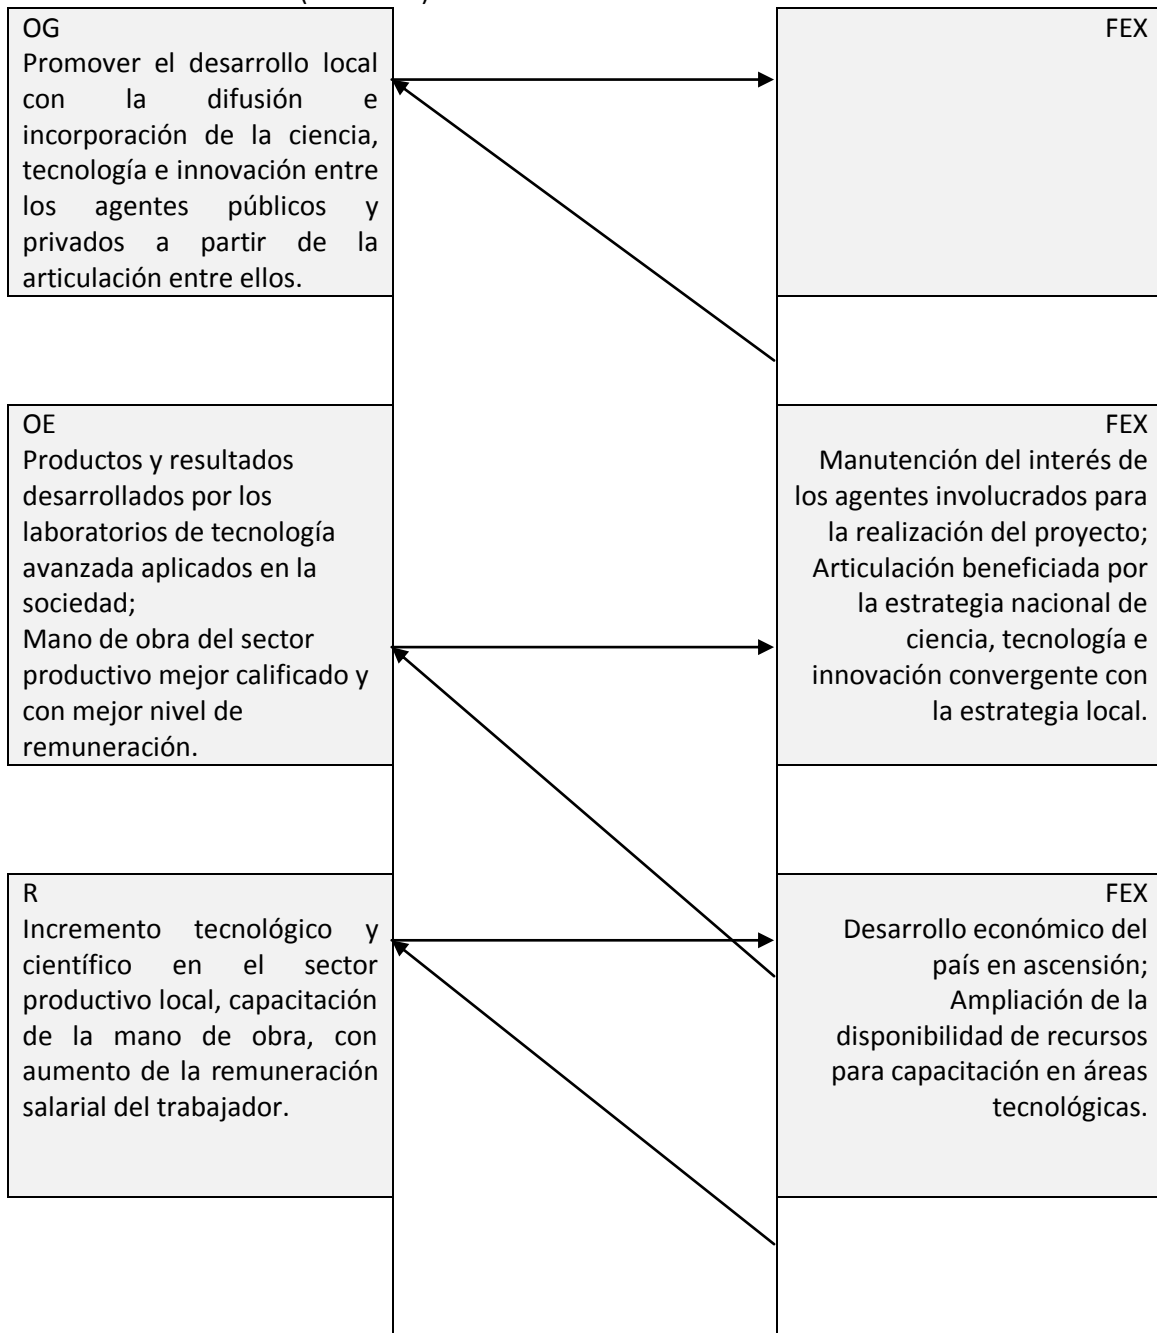 OG
Promover el desarrollo local
con la difusión e
incorporación de la ciencia,
tecnología e innovación entre
los agentes públicos y
privados a partir de la
articulación entre ellos.
FEX
OE
Productos y resultados
desarrollados por los
laboratorios de tecnología
avanzada aplicados en la
sociedad;
Mano de obra del sector
productivo mejor calificado y
con mejor nivel de
remuneración.
FEX
Manutención del interés de
los agentes involucrados para
la realización del proyecto;
Articulación beneficiada por
la estrategia nacional de
ciencia, tecnología e
innovación convergente con
la estrategia local.
R
Incremento tecnológico y
científico en el sector
productivo local, capacitación
de la mano de obra, con
aumento de la remuneración
salarial del trabajador.
FEX
Desarrollo económico del
país en ascensión;
Ampliación de la
disponibilidad de recursos
para capacitación en áreas
tecnológicas.